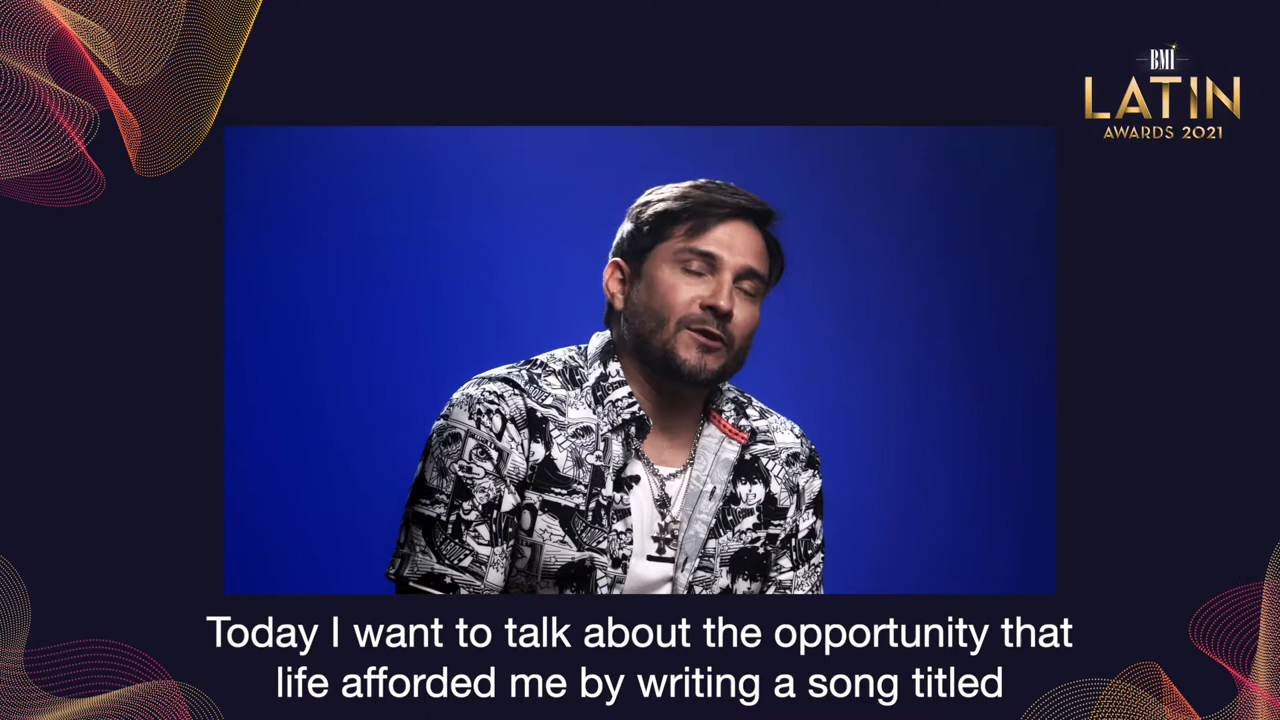 BMI
LATIN
AWARDS 2021
Today I want to talk about the opportunity that
life afforded me by writing a song titled